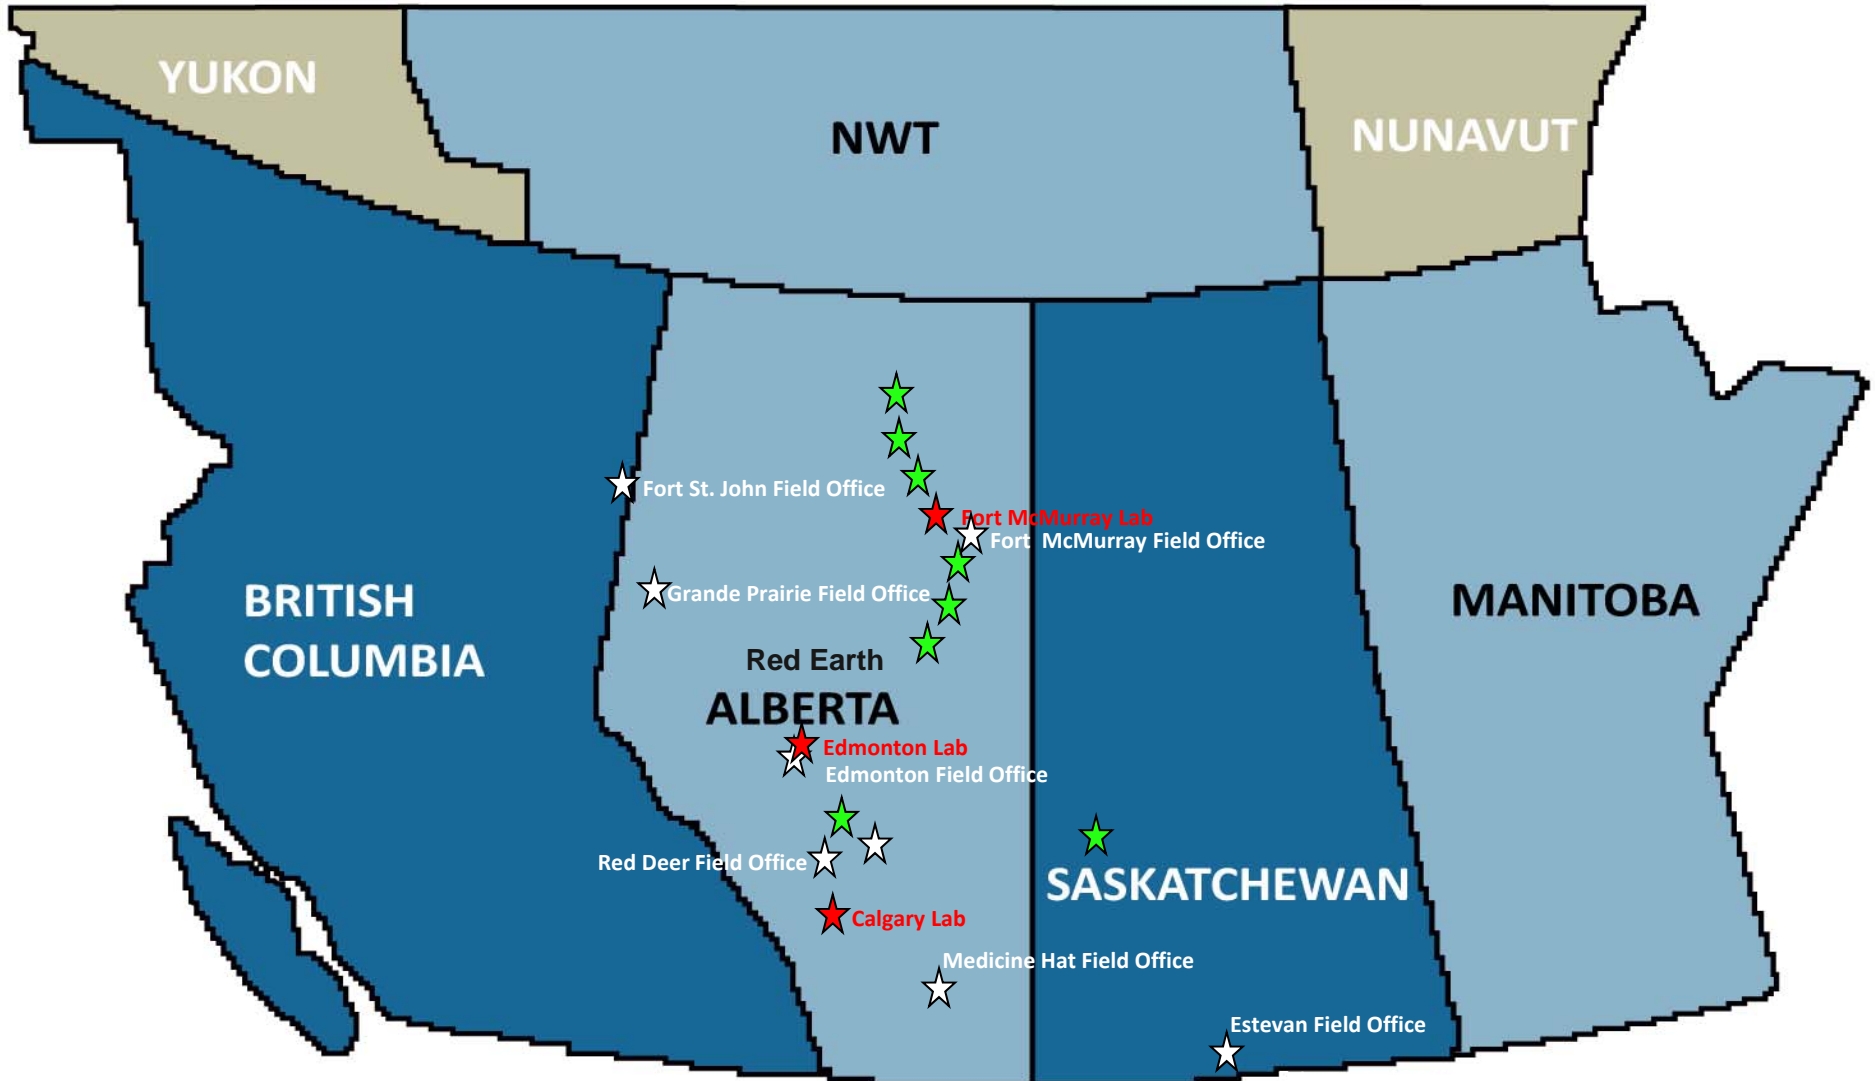 YUKON
NWT
NUNAVUT
Fort St. John Field Office
Fort McMurray Lab
Fort  McMurray Field Office
Grande Prairie Field Office
BRITISH
COLUMBIA
MANITOBA
Red Earth
ALBERTA
Edmonton Lab
Edmonton Field Office
Red Deer Field Office
SASKATCHEWAN
Calgary Lab
Medicine Hat Field Office
Estevan Field Office